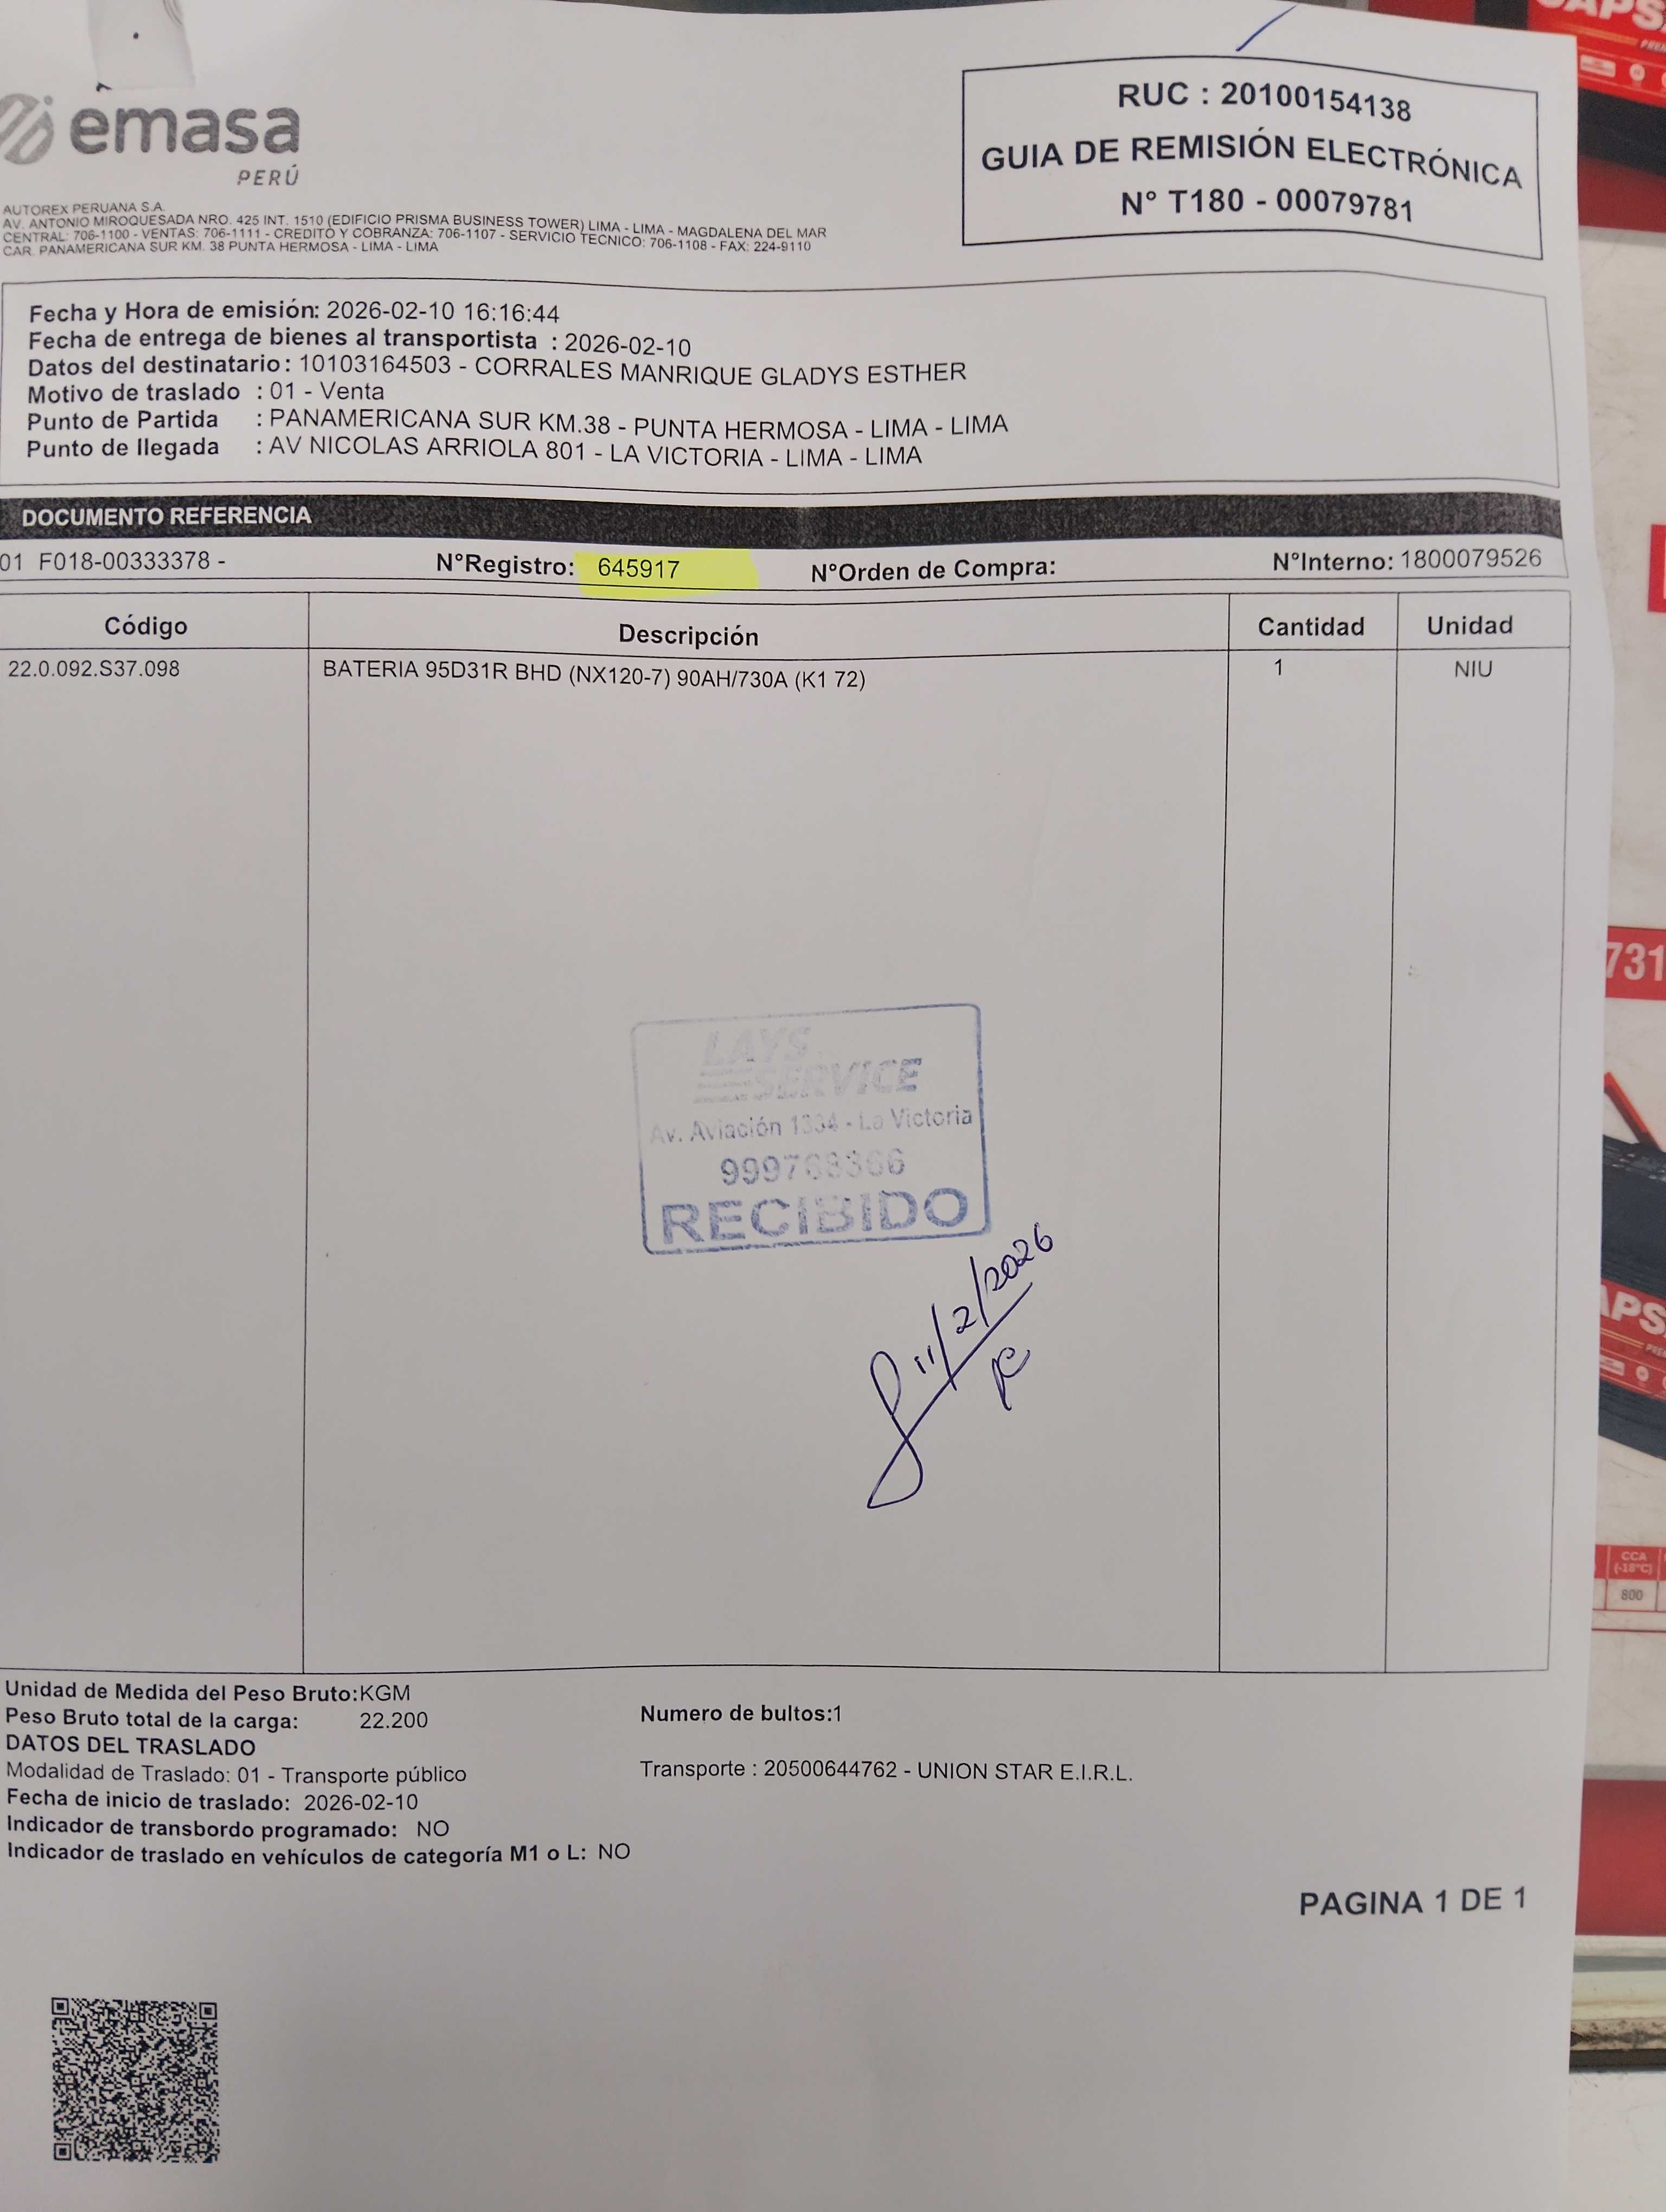 emasa
PERÚ
AUTOREX PERUANA S.A.
AV. ANTONIO MIROQUESADA NRO. 425 INT. 1510 (EDIFICIO PRISMA BUSINESS TOWER) LIMA - LIMA - MAGDALENA DEL MAR
CENTRAL: 706-1100 - VENTAS: 706-1111 - CREDITO Y COBRANZA: 706-1107 - SERVICIO TECNICO: 706-1108 - FAX: 224-9110
CAR. PANAMERICANA SUR KM. 38 PUNTA HERMOSA - LIMA - LIMA
RUC : 20100154138
GUIA DE REMISIÓN ELECTRÓNICA
N° T180 - 00079781
Fecha y Hora de emisión: 2026-02-10 16:16:44
Fecha de entrega de bienes al transportista : 2026-02-10
Datos del destinatario : 10103164503 - CORRALES MANRIQUE GLADYS ESTHER
Motivo de traslado : 01 - Venta
Punto de Partida : PANAMERICANA SUR KM.38 - PUNTA HERMOSA - LIMA - LIMA
Punto de llegada : AV NICOLAS ARRIOLA 801 - LA VICTORIA - LIMA - LIMA
DOCUMENTO REFERENCIA
01 F018-00333378 - N°Registro: 645917 N°Orden de Compra: N°Interno: 1800079526
Código Descripción Cantidad Unidad
22.0.092.S37.098 BATERIA 95D31R BHD (NX120-7) 90AH/730A (K1 72) 1 NIU
LAYS
SERVICE
Av. Aviación 1334 - La Victoria
RECIBIDO
11/2/2026
Unidad de Medida del Peso Bruto:KGM
Peso Bruto total de la carga: 22.200
Numero de bultos:1
DATOS DEL TRASLADO
Modalidad de Traslado: 01 - Transporte público
Transporte : 20500644762 - UNION STAR E.I.R.L.
Fecha de inicio de traslado: 2026-02-10
Indicador de transbordo programado: NO
Indicador de traslado en vehículos de categoría M1 o L: NO
PAGINA 1 DE 1
731
CCA
(-18°C)
800